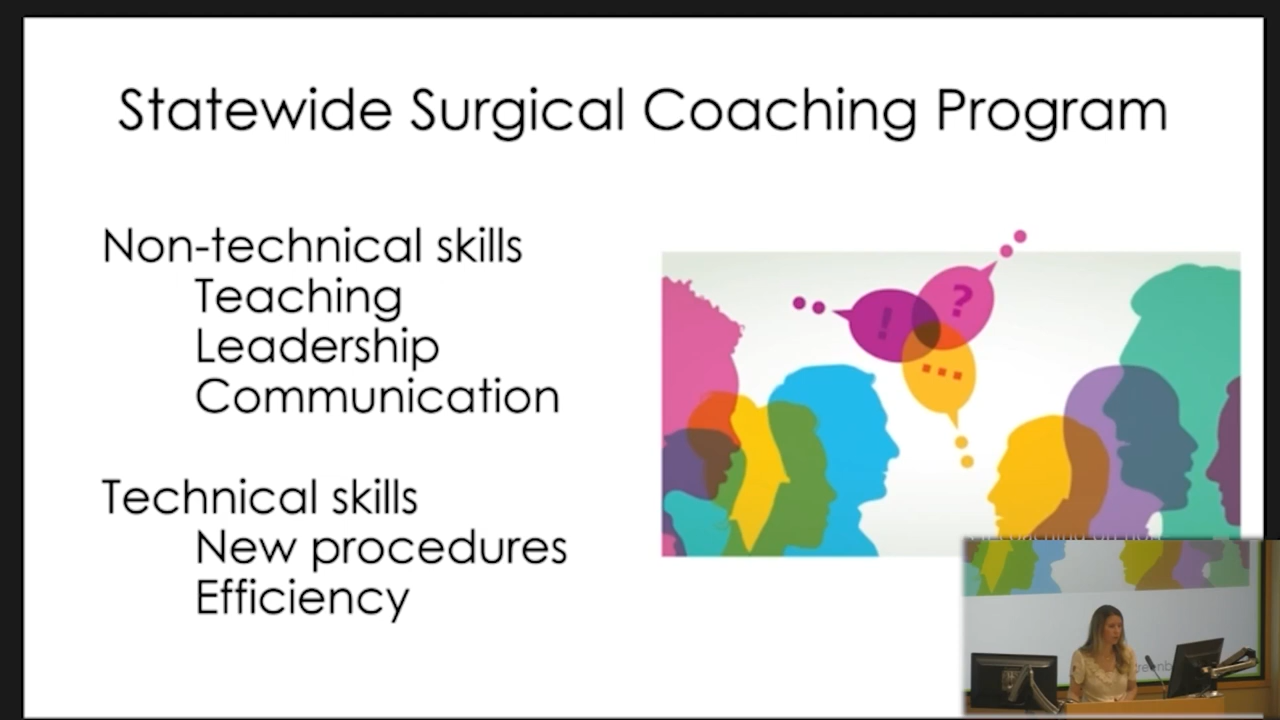 Statewide Surgical Coaching Program
Non-technical skills
Teaching
Leadership
Communication
Technical skills
New procedures
Efficiency
!
?
...